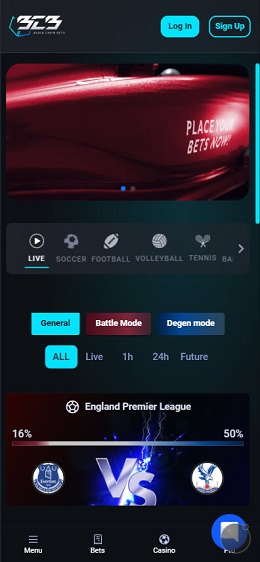 BCB
BLOCK CHAIN BETS
Log In
Sign Up
PLACE YOUR
BETS NOW!
LIVE
SOCCER
FOOTBALL
VOLLEYBALL
TENNIS
BA
General
Battle Mode
Degen mode
ALL
Live
1h
24h
Future
England Premier League
16%
50%
VS
Everton
Menu
Bets
Casino